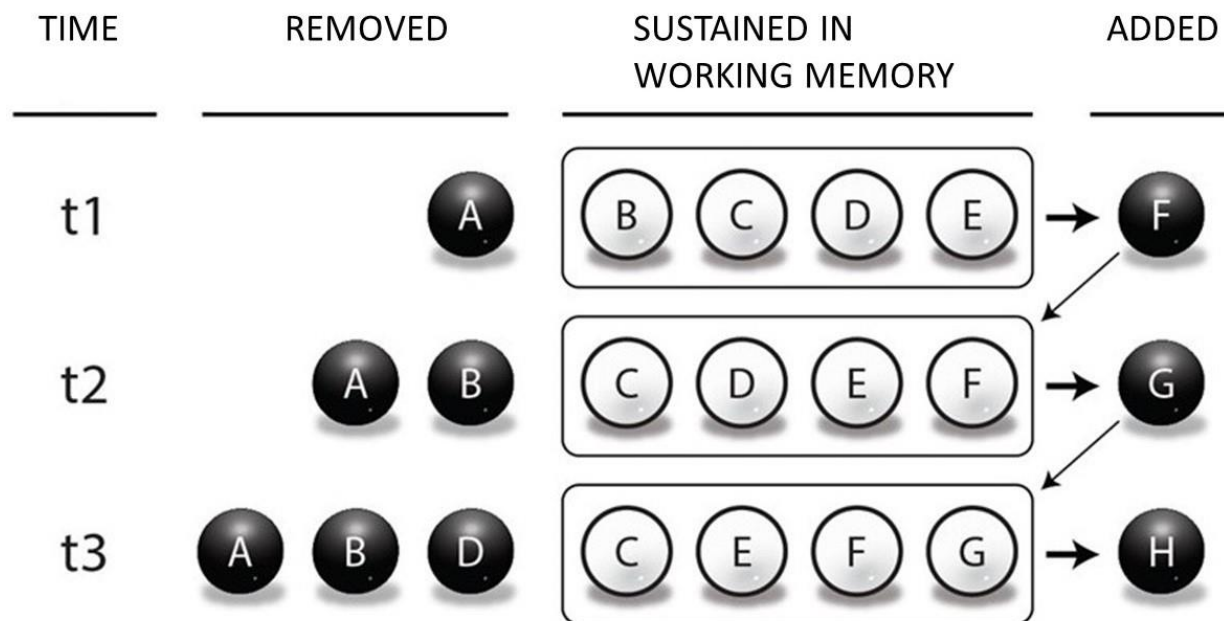 TIME REMOVED SUSTAINED IN WORKING MEMORY ADDED
t1 A B C D E F
t2 A B C D E F G
t3 A B D C E F G H